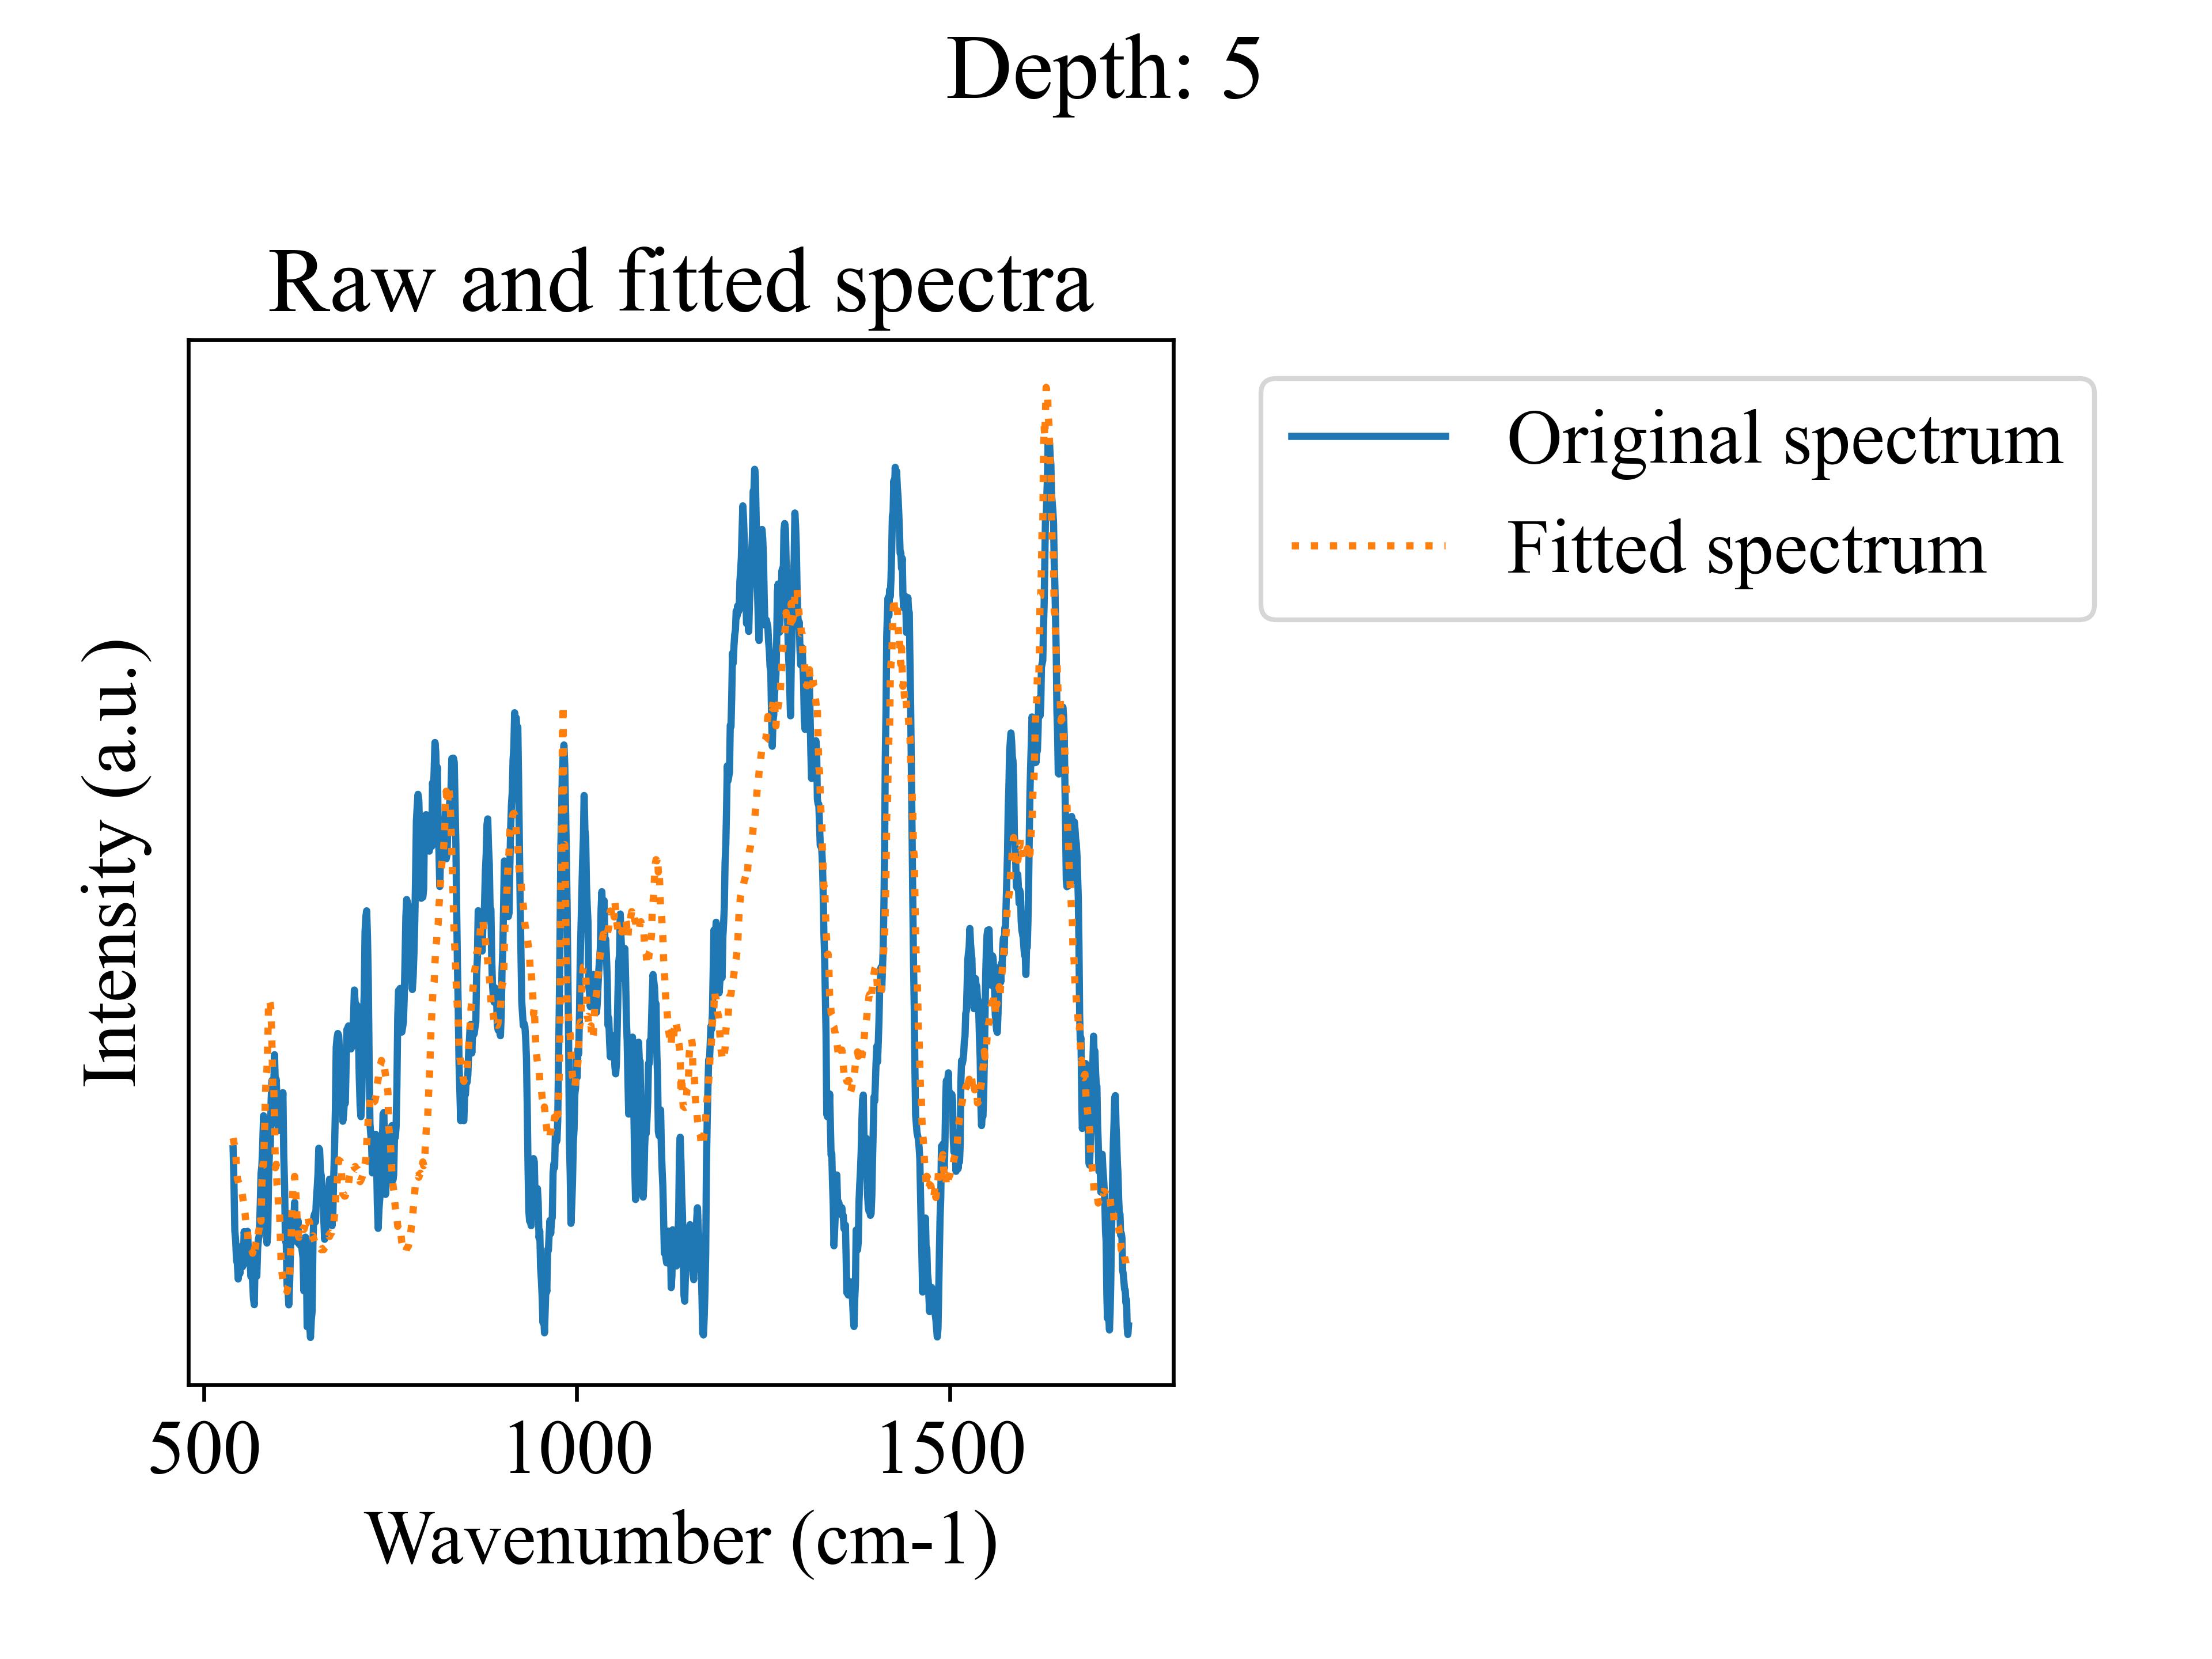 Depth: 5
Raw and fitted spectra
Original spectrum
Fitted spectrum
Intensity (a.u.)
500 1000 1500
Wavenumber (cm-1)